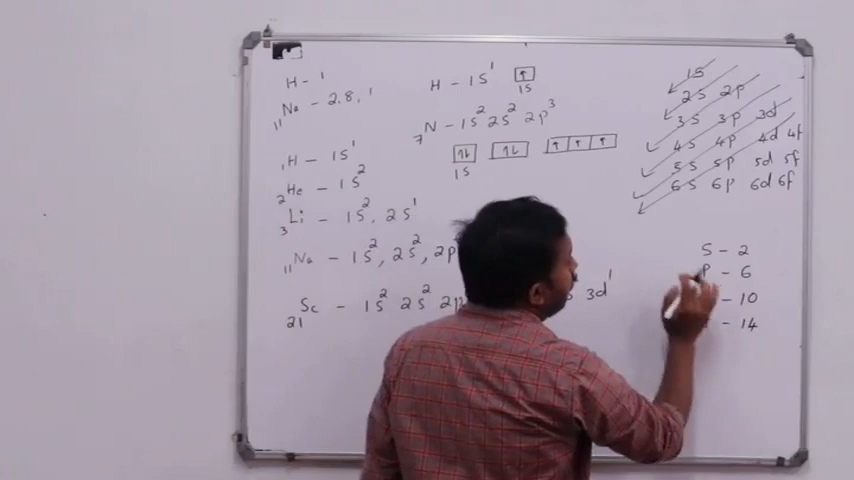 H - 1
₁₁Na - 2.8,1
₁H - 1S¹
₂He - 1S²
₃Li - 1S², 2S¹
₁₁Na - 1S², 2S², 2p
₂₁Sc - 1S² 2S² 2p 3d¹
H - 1S¹ ↑
1S
₇N - 1S² 2S² 2p³
↑↓ ↑↓ ↑ ↑ ↑
1S
1S
2S 2p
3S 3p 3d
4S 4p 4d 4f
5S 5p 5d 5f
6S 6p 6d 6f
S - 2
P - 6
- 10
- 14